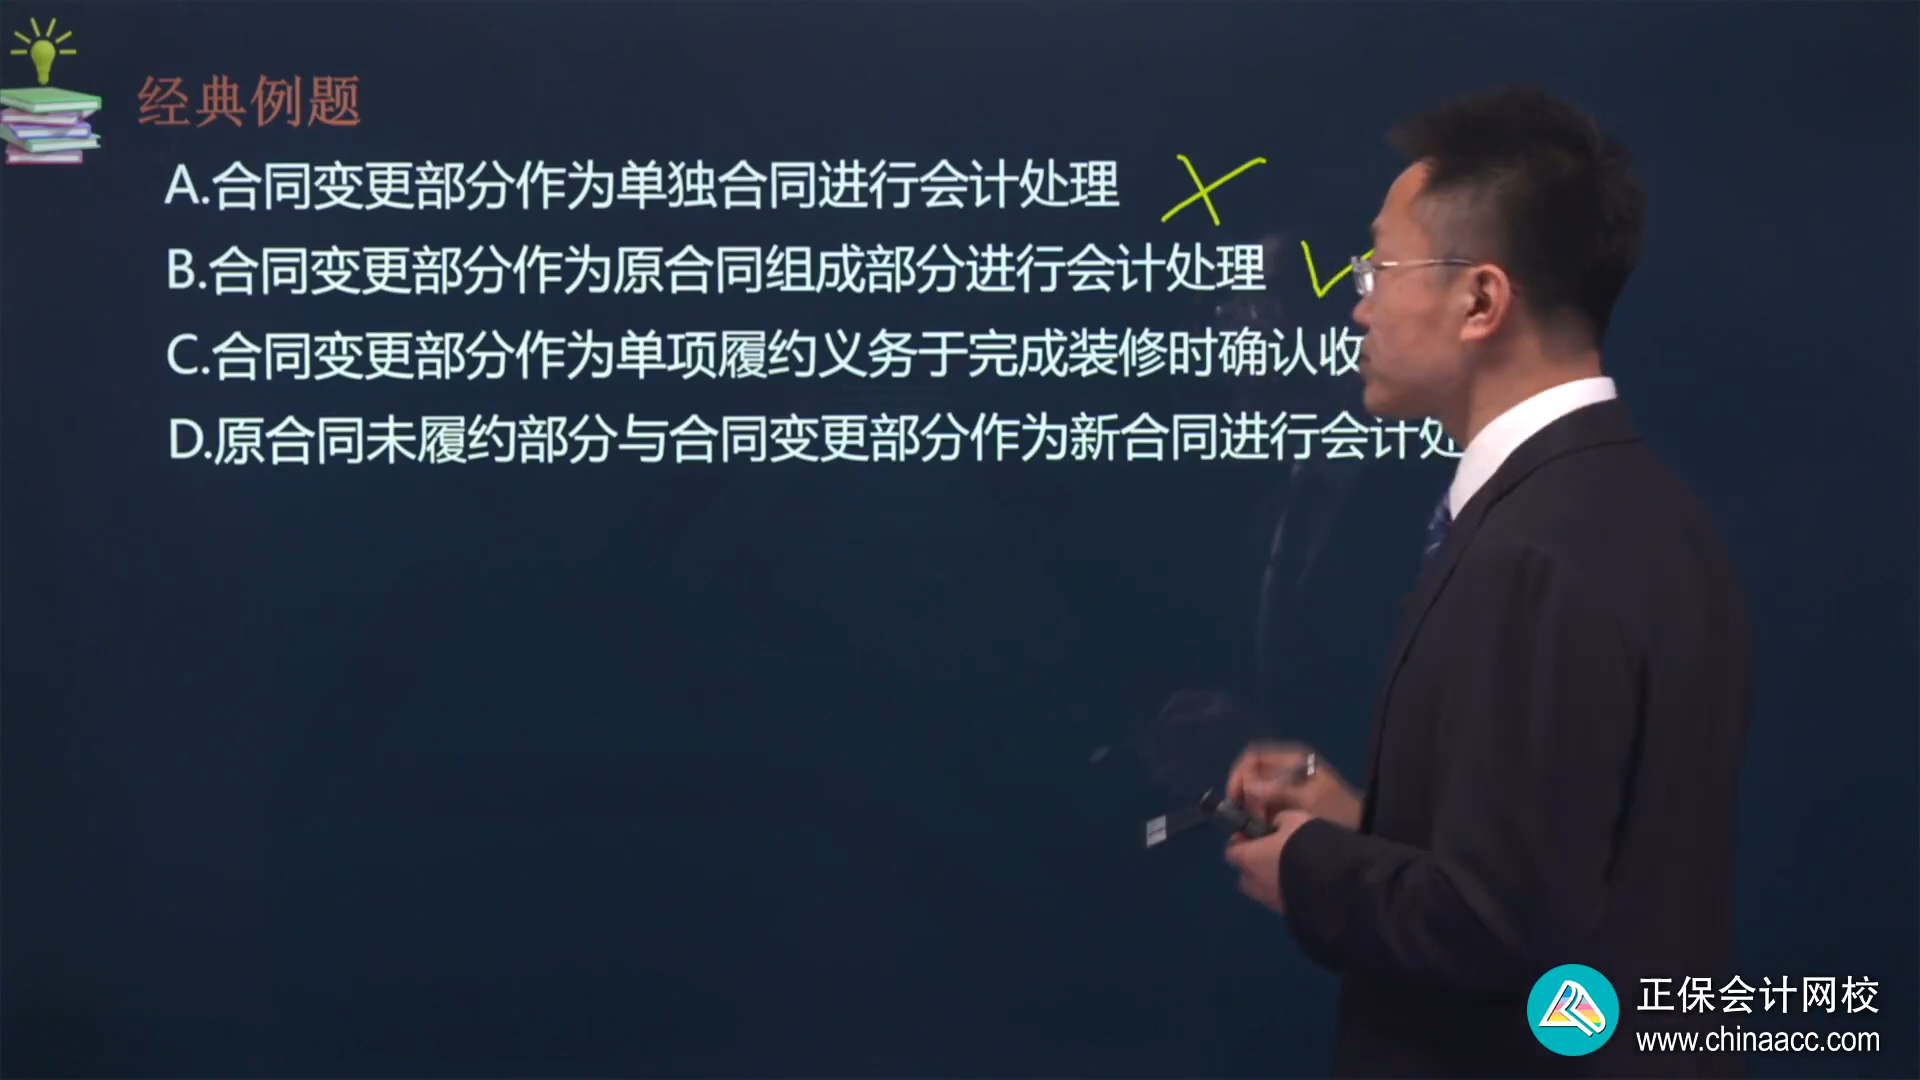 经典例题
A.合同变更部分作为单独合同进行会计处理
B.合同变更部分作为原合同组成部分进行会计处理
C.合同变更部分作为单项履约义务于完成装修时确认收
D.原合同未履约部分与合同变更部分作为新合同进行会计处
正保会计网校
www.chinaacc.com